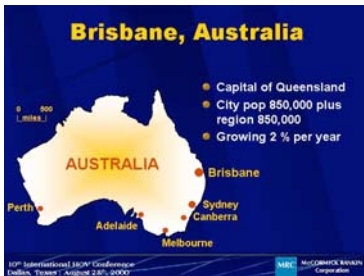 Brisbane, Australia
Capital of Queensland
City pop 850,000 plus
region 850,000
Growing 2 % per year
0 500
miles
AUSTRALIA
Brisbane
Perth
Sydney
Canberra
Adelaide
Melbourne
10th International HOV Conference
Dallas, Texas | August 28th, 2000
MRC
McCORMICK RANKIN
Corporation